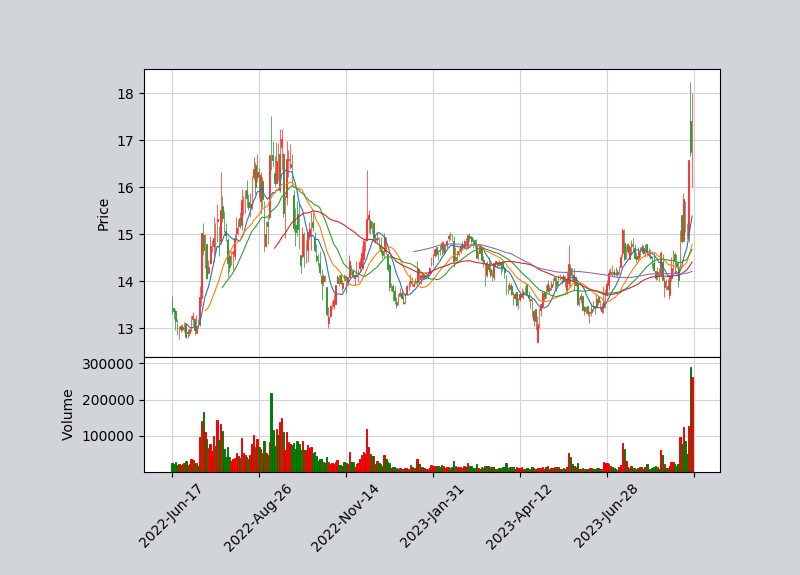 18
17
16
15
14
13
Price
300000
200000
100000
Volume
2022-Jun-17
2022-Aug-26
2022-Nov-14
2023-Jan-31
2023-Apr-12
2023-Jun-28